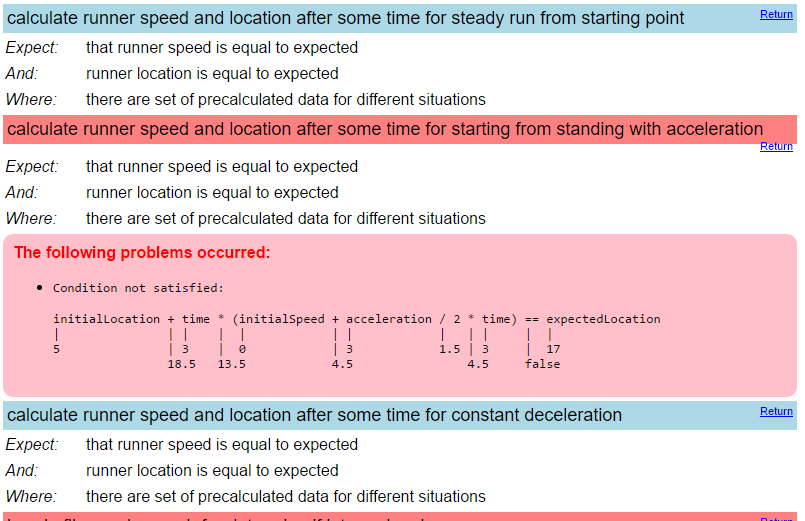 calculate runner speed and location after some time for steady run from starting point Return
Expect: that runner speed is equal to expected
And: runner location is equal to expected
Where: there are set of precalculated data for different situations
calculate runner speed and location after some time for starting from standing with acceleration
Return
Expect: that runner speed is equal to expected
And: runner location is equal to expected
Where: there are set of precalculated data for different situations
The following problems occurred:
• Condition not satisfied:
initialLocation + time * (initialSpeed + acceleration / 2 * time) == expectedLocation
|               | |    |  |            | |            |   | |     |  |
5               | 3    |  0            | 3            1.5 | 3     |  17
                18.5   13.5            4.5                4.5     false
calculate runner speed and location after some time for constant deceleration Return
Expect: that runner speed is equal to expected
And: runner location is equal to expected
Where: there are set of precalculated data for different situations